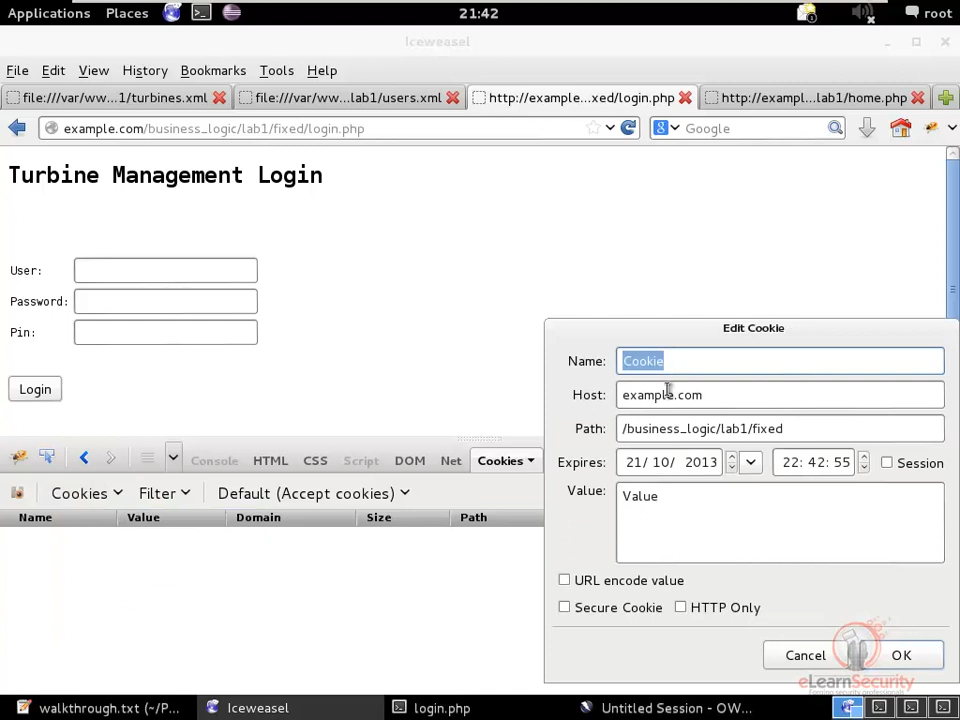 Applications Places 21:42 root
Iceweasel
File Edit View History Bookmarks Tools Help
file:///var/ww...1/turbines.xml file:///var/ww...lab1/users.xml http://example...xed/login.php http://exampl...lab1/home.php
example.com/business_logic/lab1/fixed/login.php Google
Turbine Management Login
User:
Password:
Pin:
Login
Edit Cookie
Name: Cookie
Host: example.com
Path: /business_logic/lab1/fixed
Expires: 21/ 10/ 2013 22: 42: 55 Session
Value: Value
URL encode value
Secure Cookie HTTP Only
Cancel OK
Console HTML CSS Script DOM Net Cookies
Cookies Filter Default (Accept cookies)
Name Value Domain Size Path
eLearnSecurity
Forging security professionals
walkthrough.txt (~/P... Iceweasel login.php Untitled Session - OW...